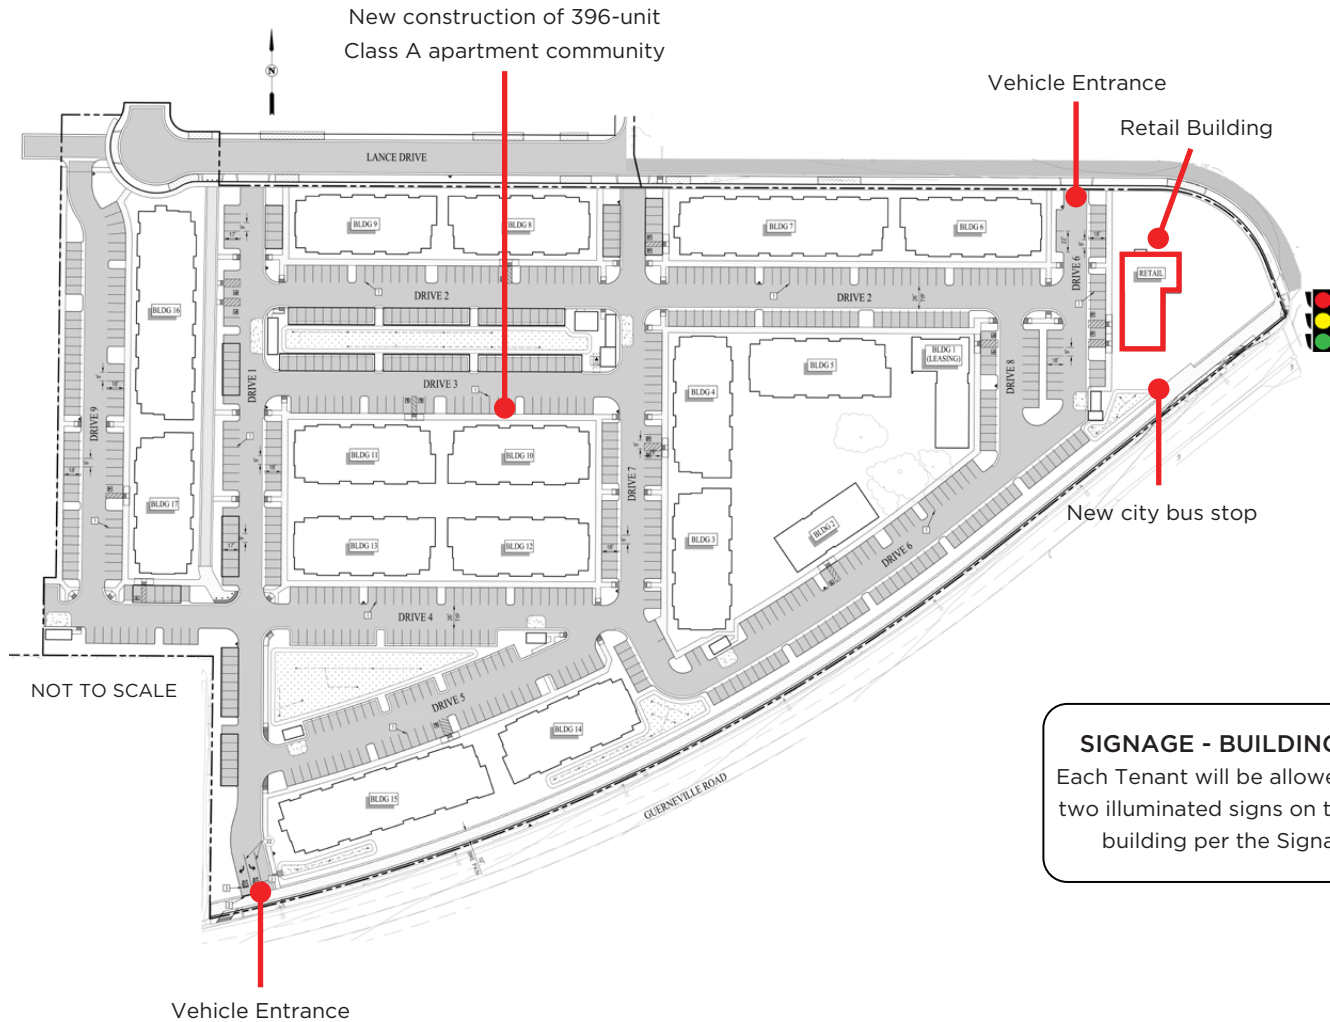 New construction of 396-unit
Class A apartment community
Vehicle Entrance
Retail Building
N
LANCE DRIVE
BLDG 9
BLDG 8
BLDG 7
BLDG 6
BLDG 16
DRIVE 2
DRIVE 2
DRIVE 6
RETAIL
DRIVE 1
DRIVE 3
DRIVE 9
BLDG 4
BLDG 5
BLDG 1
(LEASING)
DRIVE 8
BLDG 11
BLDG 10
DRIVE 7
BLDG 17
BLDG 13
BLDG 12
BLDG 3
BLDG 2
DRIVE 6
New city bus stop
DRIVE 4
NOT TO SCALE
DRIVE 5
BLDG 14
BLDG 15
GUERNEVILLE ROAD
SIGNAGE - BUILDING
Each Tenant will be allowe
two illuminated signs on t
building per the Signa
Vehicle Entrance